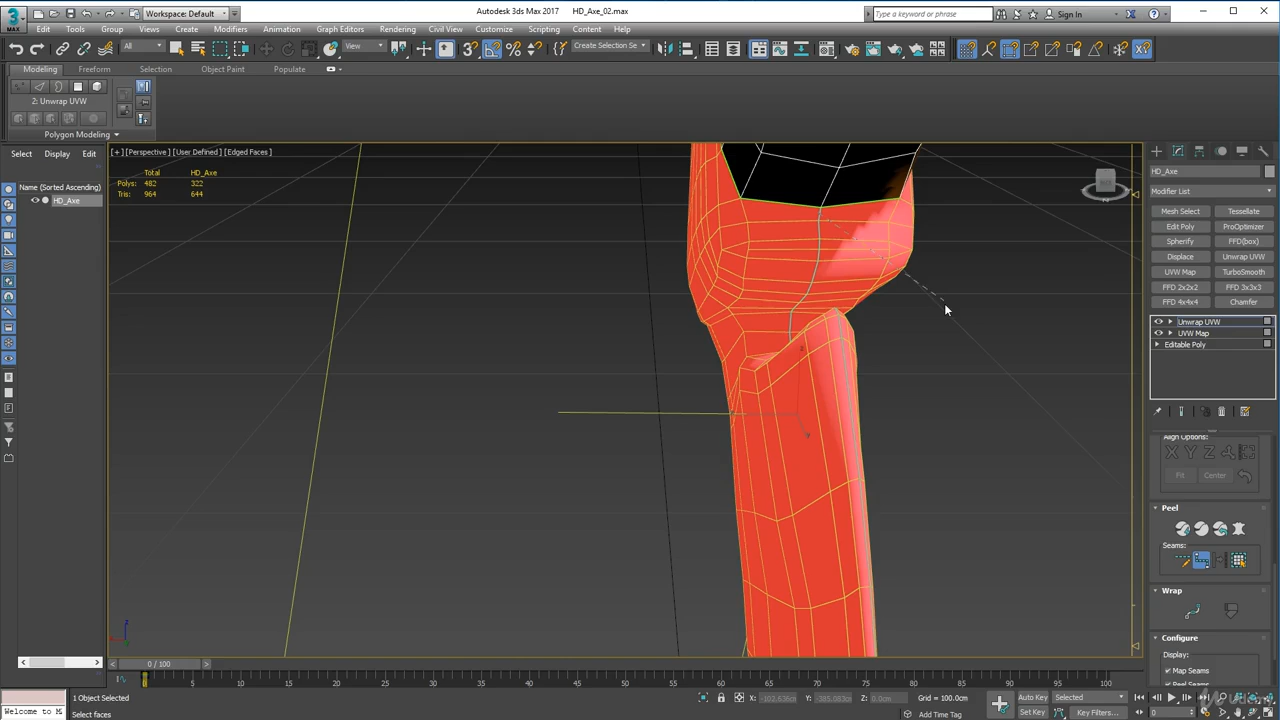 Autodesk 3ds Max 2017 HD_Axe_02.max
Workspace: Default
Type a keyword or phrase
Sign In
MAX
Edit Tools Group Views Create Modifiers Animation Graph Editors Rendering Civil View Customize Scripting Content Help
All
View
Create Selection Se
Modeling Freeform Selection Object Paint Populate
2: Unwrap UVW
Polygon Modeling
Select Display Edit
Name (Sorted Ascending)
HD_Axe
[+] [Perspective] [User Defined] [Edged Faces]
Total HD_Axe
Polys: 482 322
Tris: 964 644
HD_Axe
Modifier List
Mesh Select Tessellate
Edit Poly ProOptimizer
Spherify FFD(box)
Displace Unwrap UVW
UVW Map TurboSmooth
FFD 2x2x2 FFD 3x3x3
FFD 4x4x4 Chamfer
Unwrap UVW
UVW Map
Editable Poly
Align Options:
X Y Z
Fit Center
Peel
Seams:
Wrap
Configure
Display:
Map Seams
0 / 100
5 10 15 20 25 30 35 40 45 50 55 60 65 70 75 80 85 90 95 100
1 Object Selected
X: -102.636cm Y: -385.083cm Z: 0.0cm
Grid = 100.0cm
Auto Key Selected
Welcome to M
Select faces
Add Time Tag
Set Key Key Filters...
0